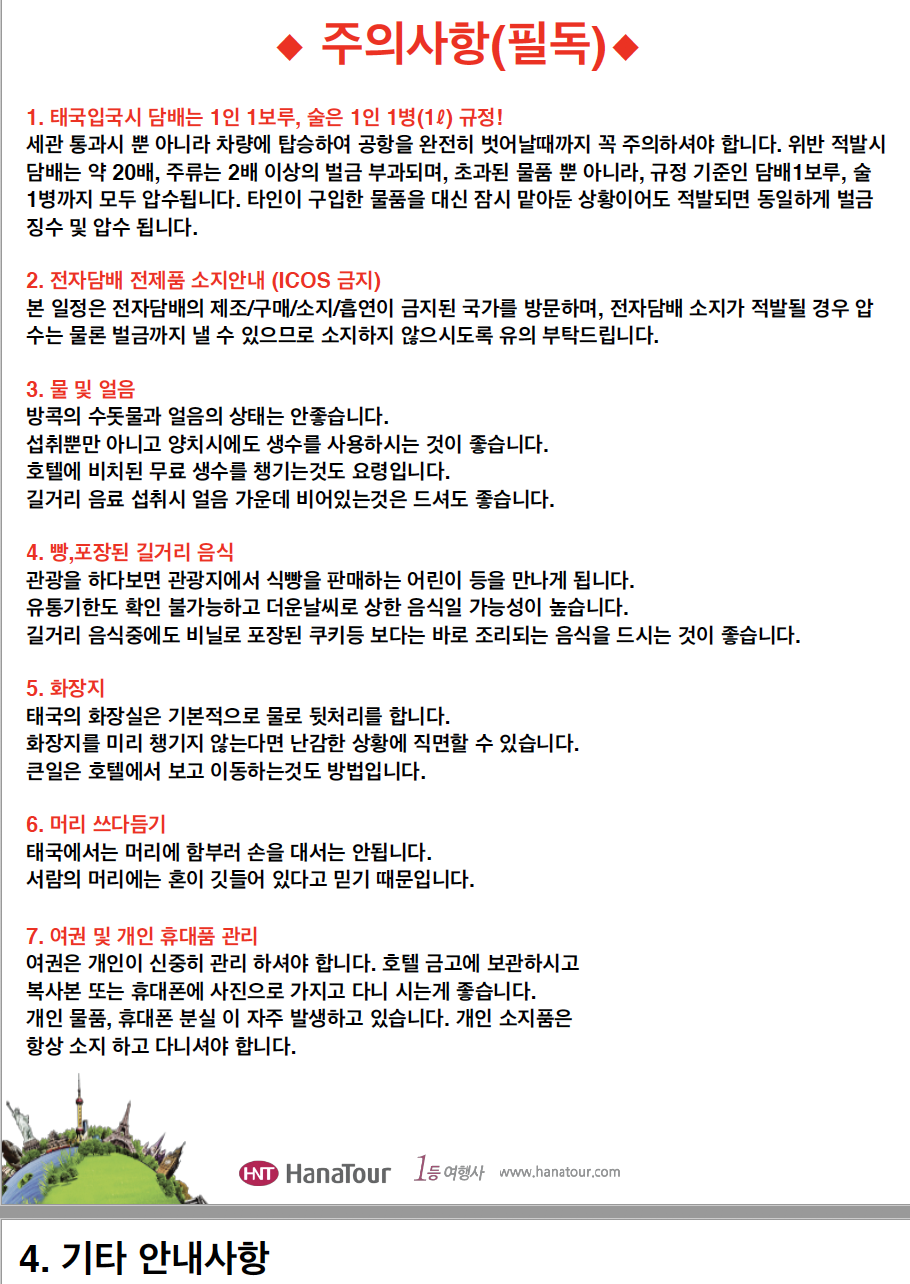 ◆ 주의사항(필독)◆
1. 태국입국시 담배는 1인 1보루, 술은 1인 1병(1ℓ) 규정!
세관 통과시 뿐 아니라 차량에 탑승하여 공항을 완전히 벗어날때까지 꼭 주의하셔야 합니다. 위반 적발시
담배는 약 20배, 주류는 2배 이상의 벌금 부과되며, 초과된 물품 뿐 아니라, 규정 기준인 담배1보루, 술
1병까지 모두 압수됩니다. 타인이 구입한 물품을 대신 잠시 맡아둔 상황이어도 적발되면 동일하게 벌금
징수 및 압수 됩니다.
2. 전자담배 전제품 소지안내 (ICOS 금지)
본 일정은 전자담배의 제조/구매/소지/흡연이 금지된 국가를 방문하며, 전자담배 소지가 적발될 경우 압
수는 물론 벌금까지 낼 수 있으므로 소지하지 않으시도록 유의 부탁드립니다.
3. 물 및 얼음
방콕의 수돗물과 얼음의 상태는 안좋습니다.
섭취뿐만 아니고 양치시에도 생수를 사용하시는 것이 좋습니다.
호텔에 비치된 무료 생수를 챙기는것도 요령입니다.
길거리 음료 섭취시 얼음 가운데 비어있는것은 드셔도 좋습니다.
4. 빵,포장된 길거리 음식
관광을 하다보면 관광지에서 식빵을 판매하는 어린이 등을 만나게 됩니다.
유통기한도 확인 불가능하고 더운날씨로 상한 음식일 가능성이 높습니다.
길거리 음식중에도 비닐로 포장된 쿠키등 보다는 바로 조리되는 음식을 드시는 것이 좋습니다.
5. 화장지
태국의 화장실은 기본적으로 물로 뒷처리를 합니다.
화장지를 미리 챙기지 않는다면 난감한 상황에 직면할 수 있습니다.
큰일은 호텔에서 보고 이동하는것도 방법입니다.
6. 머리 쓰다듬기
태국에서는 머리에 함부러 손을 대서는 안됩니다.
서람의 머리에는 혼이 깃들어 있다고 믿기 때문입니다.
7. 여권 및 개인 휴대품 관리
여권은 개인이 신중히 관리 하셔야 합니다. 호텔 금고에 보관하시고
복사본 또는 휴대폰에 사진으로 가지고 다니 시는게 좋습니다.
개인 물품, 휴대폰 분실 이 자주 발생하고 있습니다. 개인 소지품은
항상 소지 하고 다니셔야 합니다.
HNT HanaTour 1등 여행사 www.hanatour.com
4. 기타 안내사항